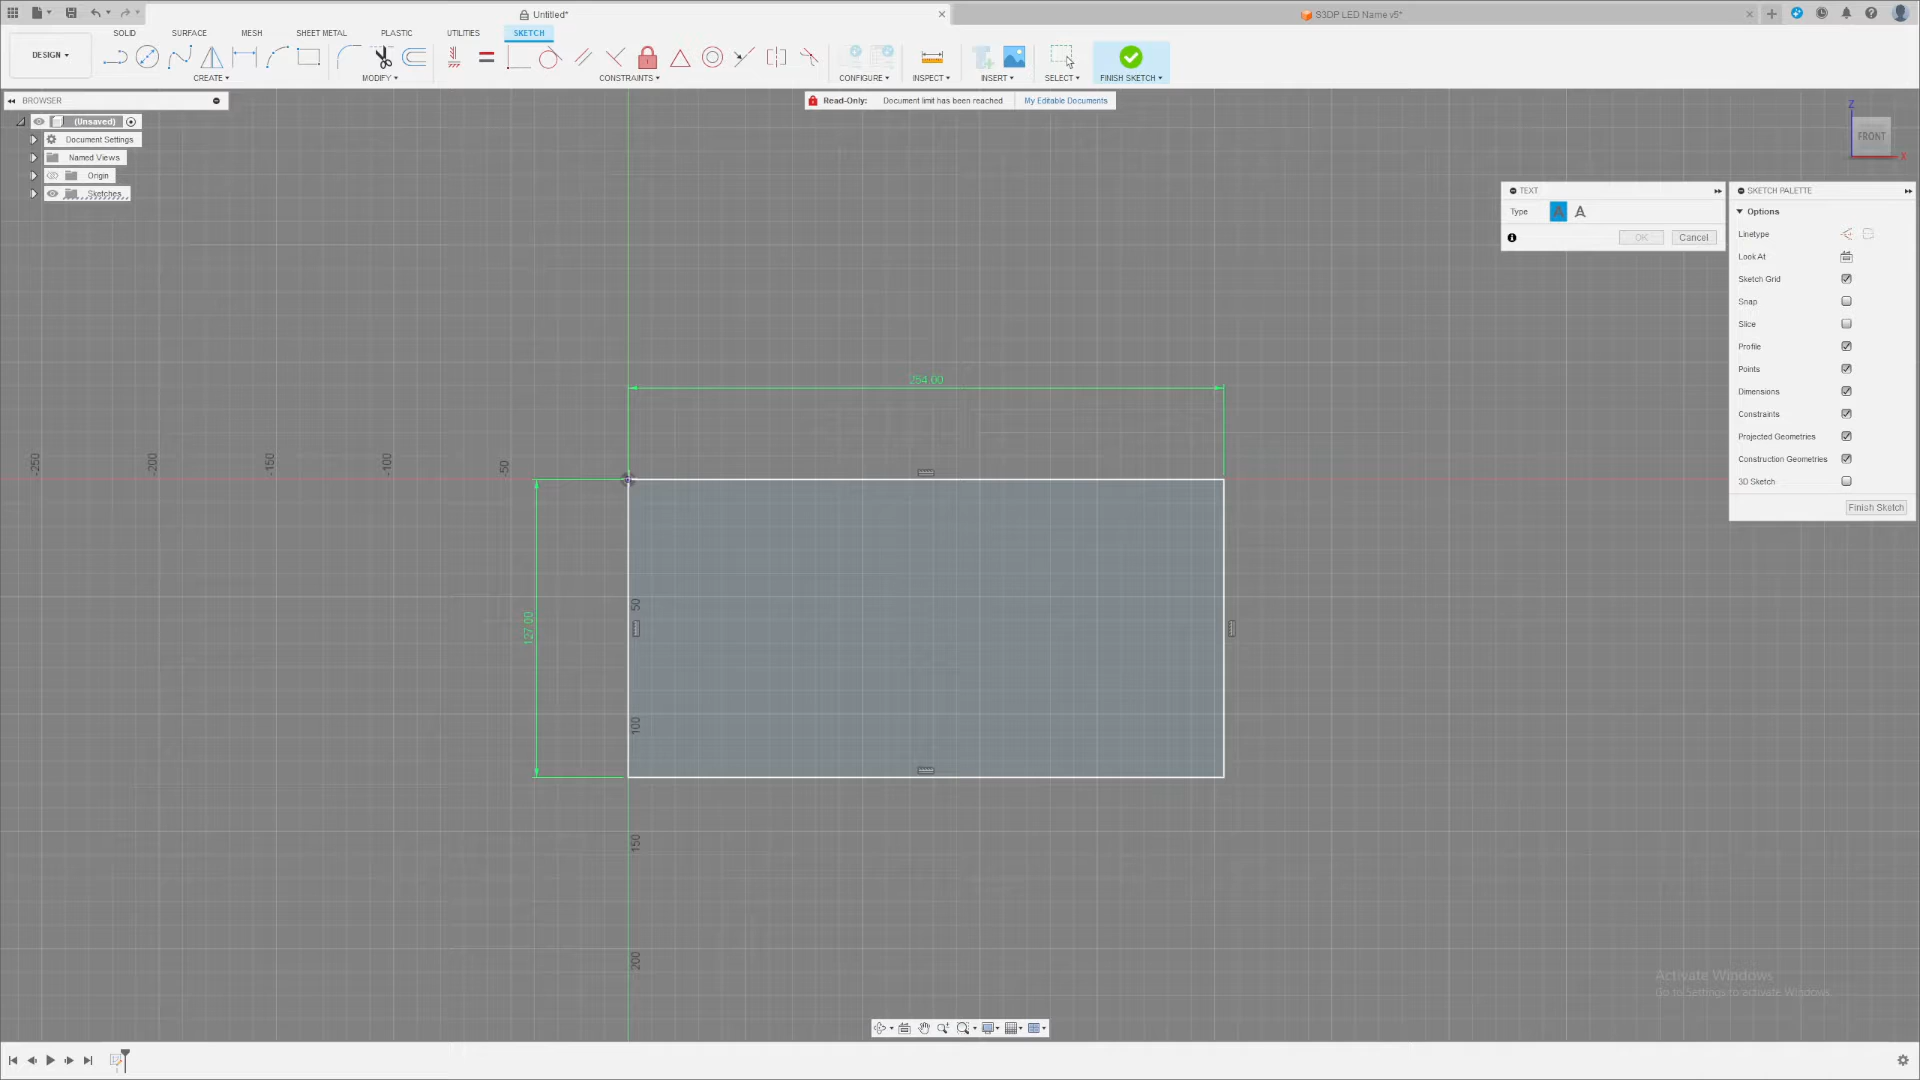 Untitled*
S3DP LED Name v5*
DESIGN
SOLID
SURFACE
MESH
SHEET METAL
PLASTIC
UTILITIES
SKETCH
CREATE
MODIFY
CONSTRAINTS
CONFIGURE
INSPECT
INSERT
SELECT
FINISH SKETCH
BROWSER
Read-Only: Document limit has been reached My Editable Documents
(Unsaved)
Document Settings
Named Views
Origin
Sketches
Z
FRONT
X
TEXT
Type
OK Cancel
SKETCH PALETTE
Options
Linetype
Look At
Sketch Grid
Snap
Slice
Profile
Points
Dimensions
Constraints
Projected Geometries
Construction Geometries
3D Sketch
Finish Sketch
254.00
-250
-200
-150
-100
-50
127.00
50
100
150
200
Activate Windows
Go to Settings to activate Windows.